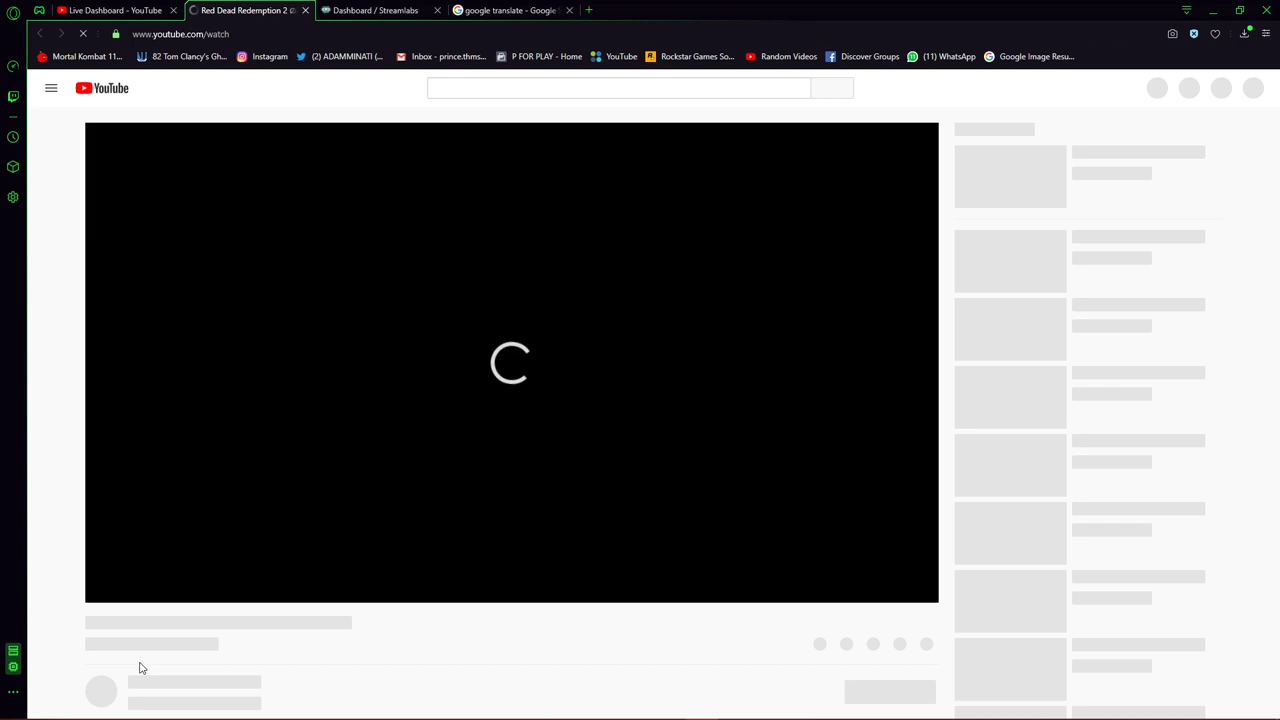 Live Dashboard - YouTube
Red Dead Redemption 2
Dashboard / Streamlabs
google translate - Google
www.youtube.com/watch
Mortal Kombat 11...
82 Tom Clancy's Gh...
Instagram
(2) ADAMMINATI (...
Inbox - prince.thms...
P FOR PLAY - Home
YouTube
Rockstar Games So...
Random Videos
Discover Groups
(11) WhatsApp
Google Image Resu...
YouTube